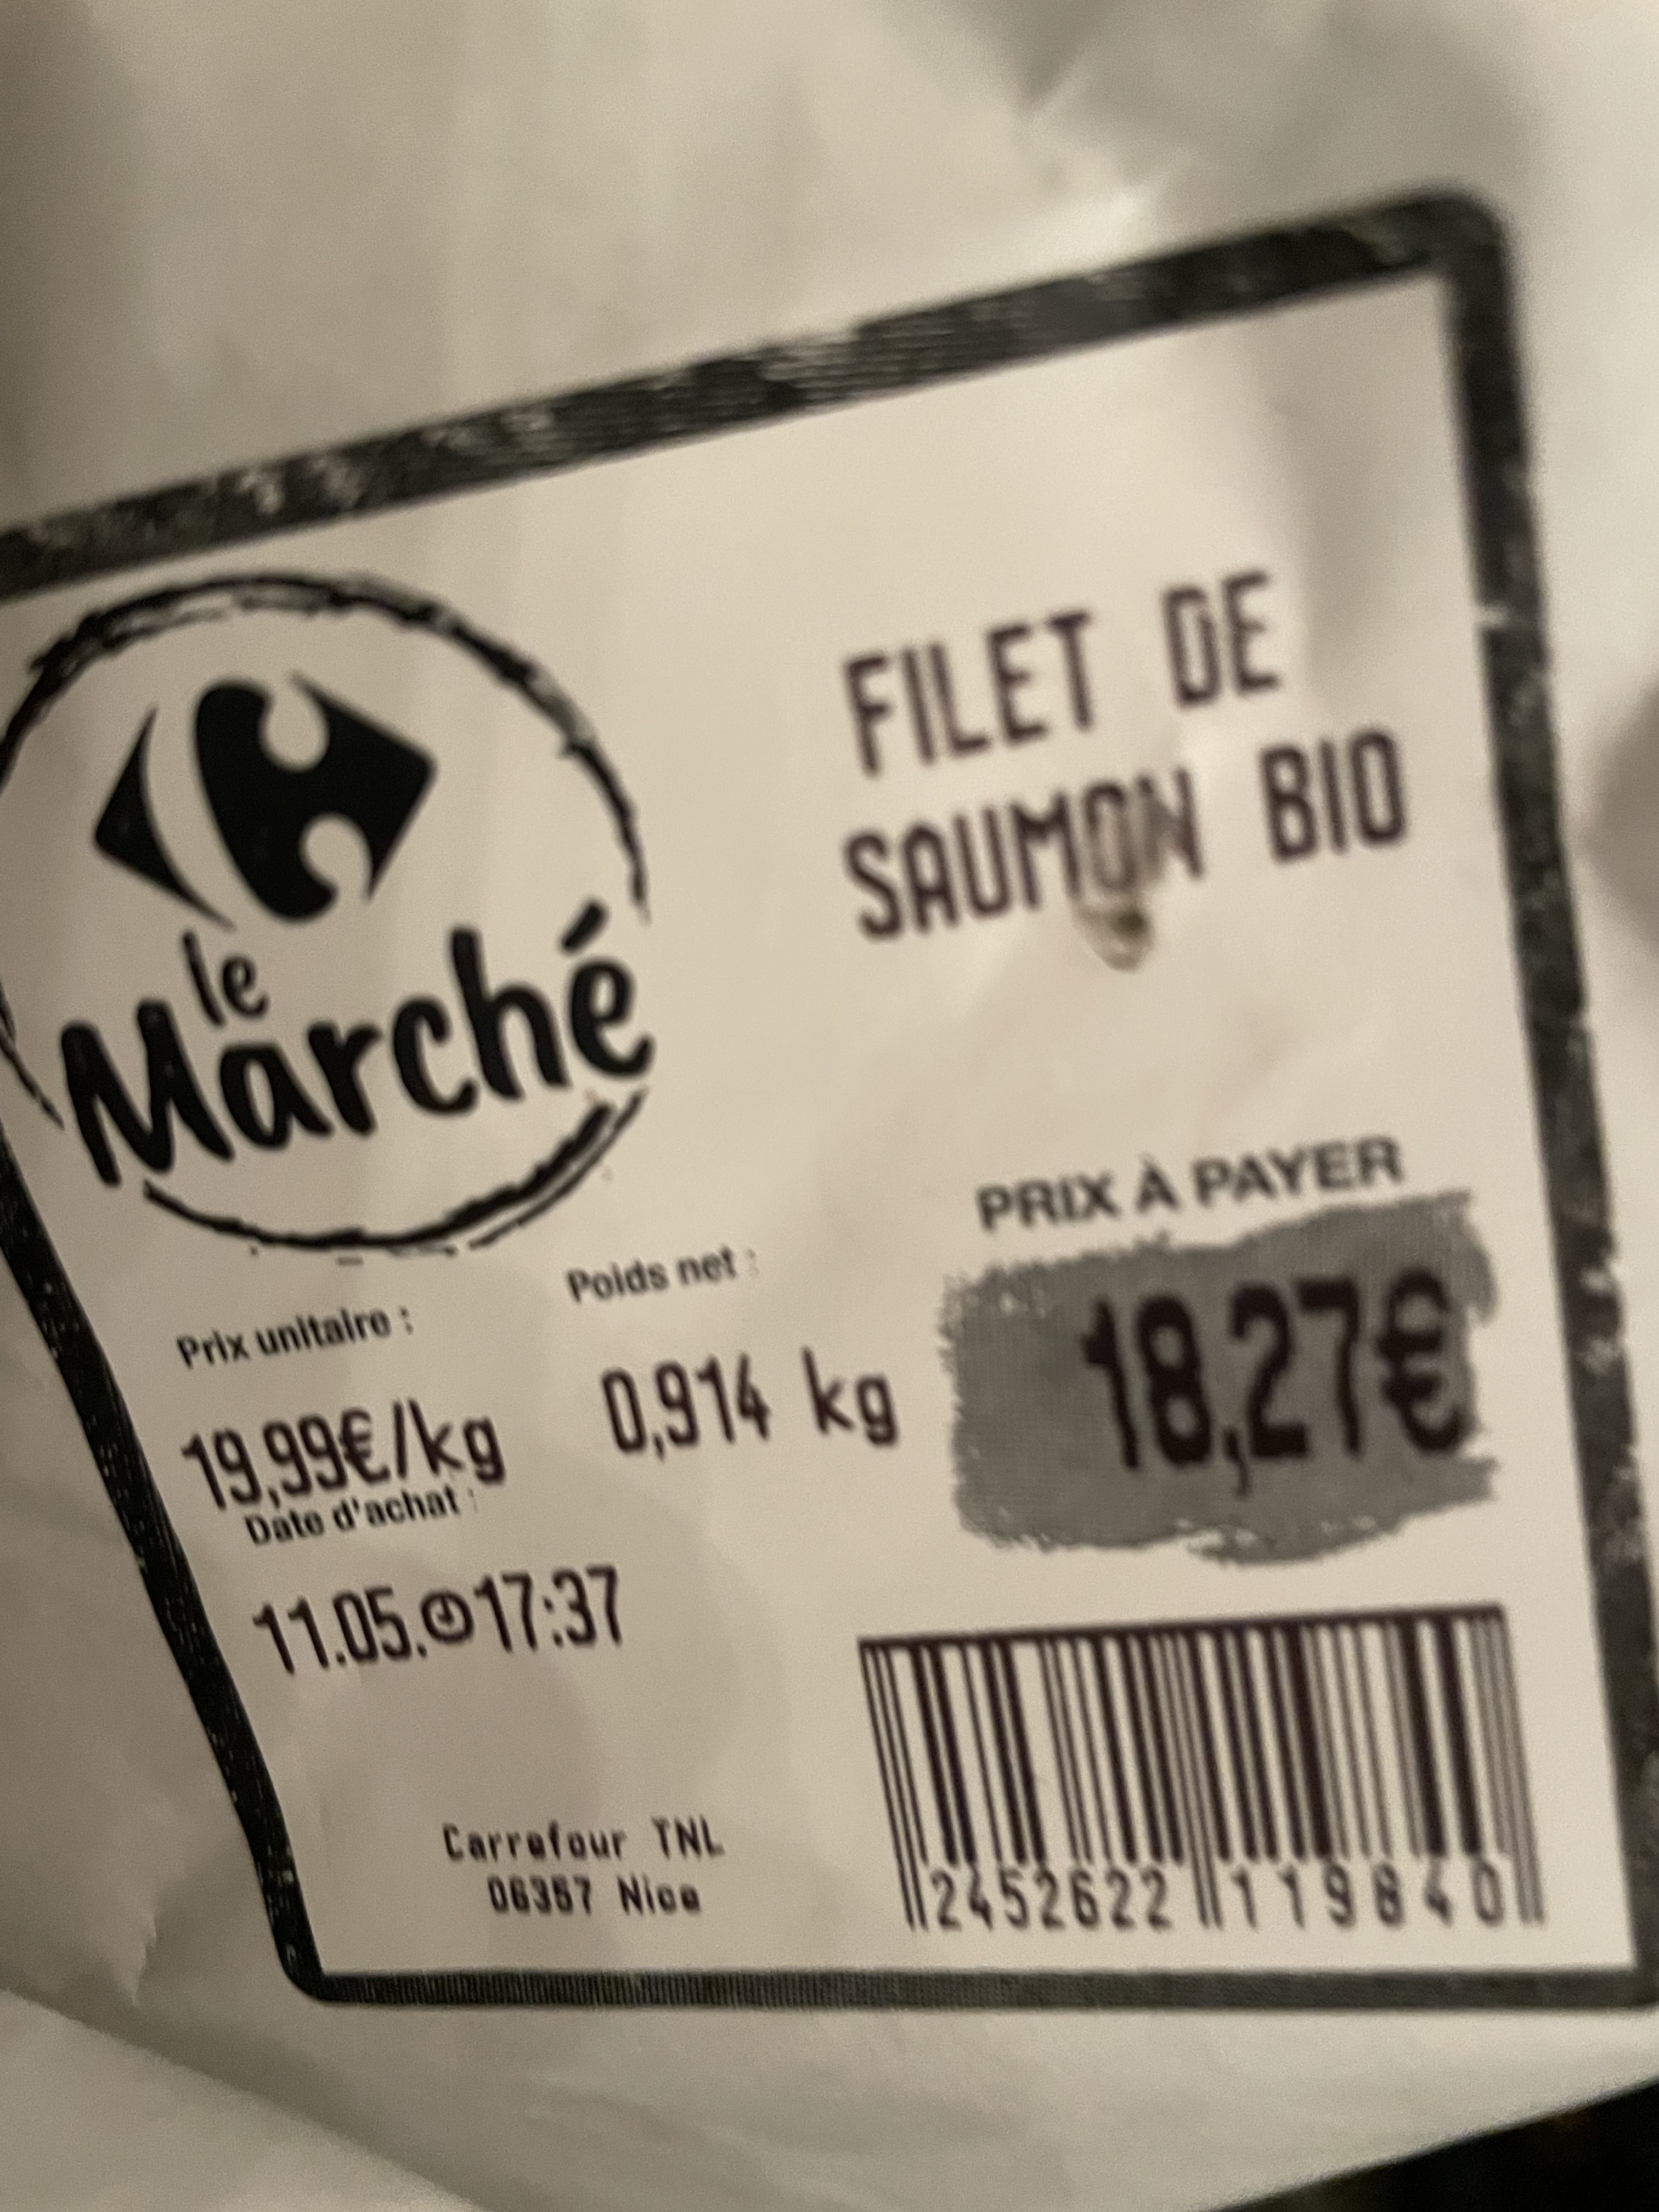 FILET DE
SAUMON BIO
le
Marché
PRIX À PAYER
18,27€
Prix unitaire :
Poids net :
19,99€/kg
0,914 kg
Date d'achat :
11.05. 17:37
Carrefour TNL
06357 Nice
2452622 119840